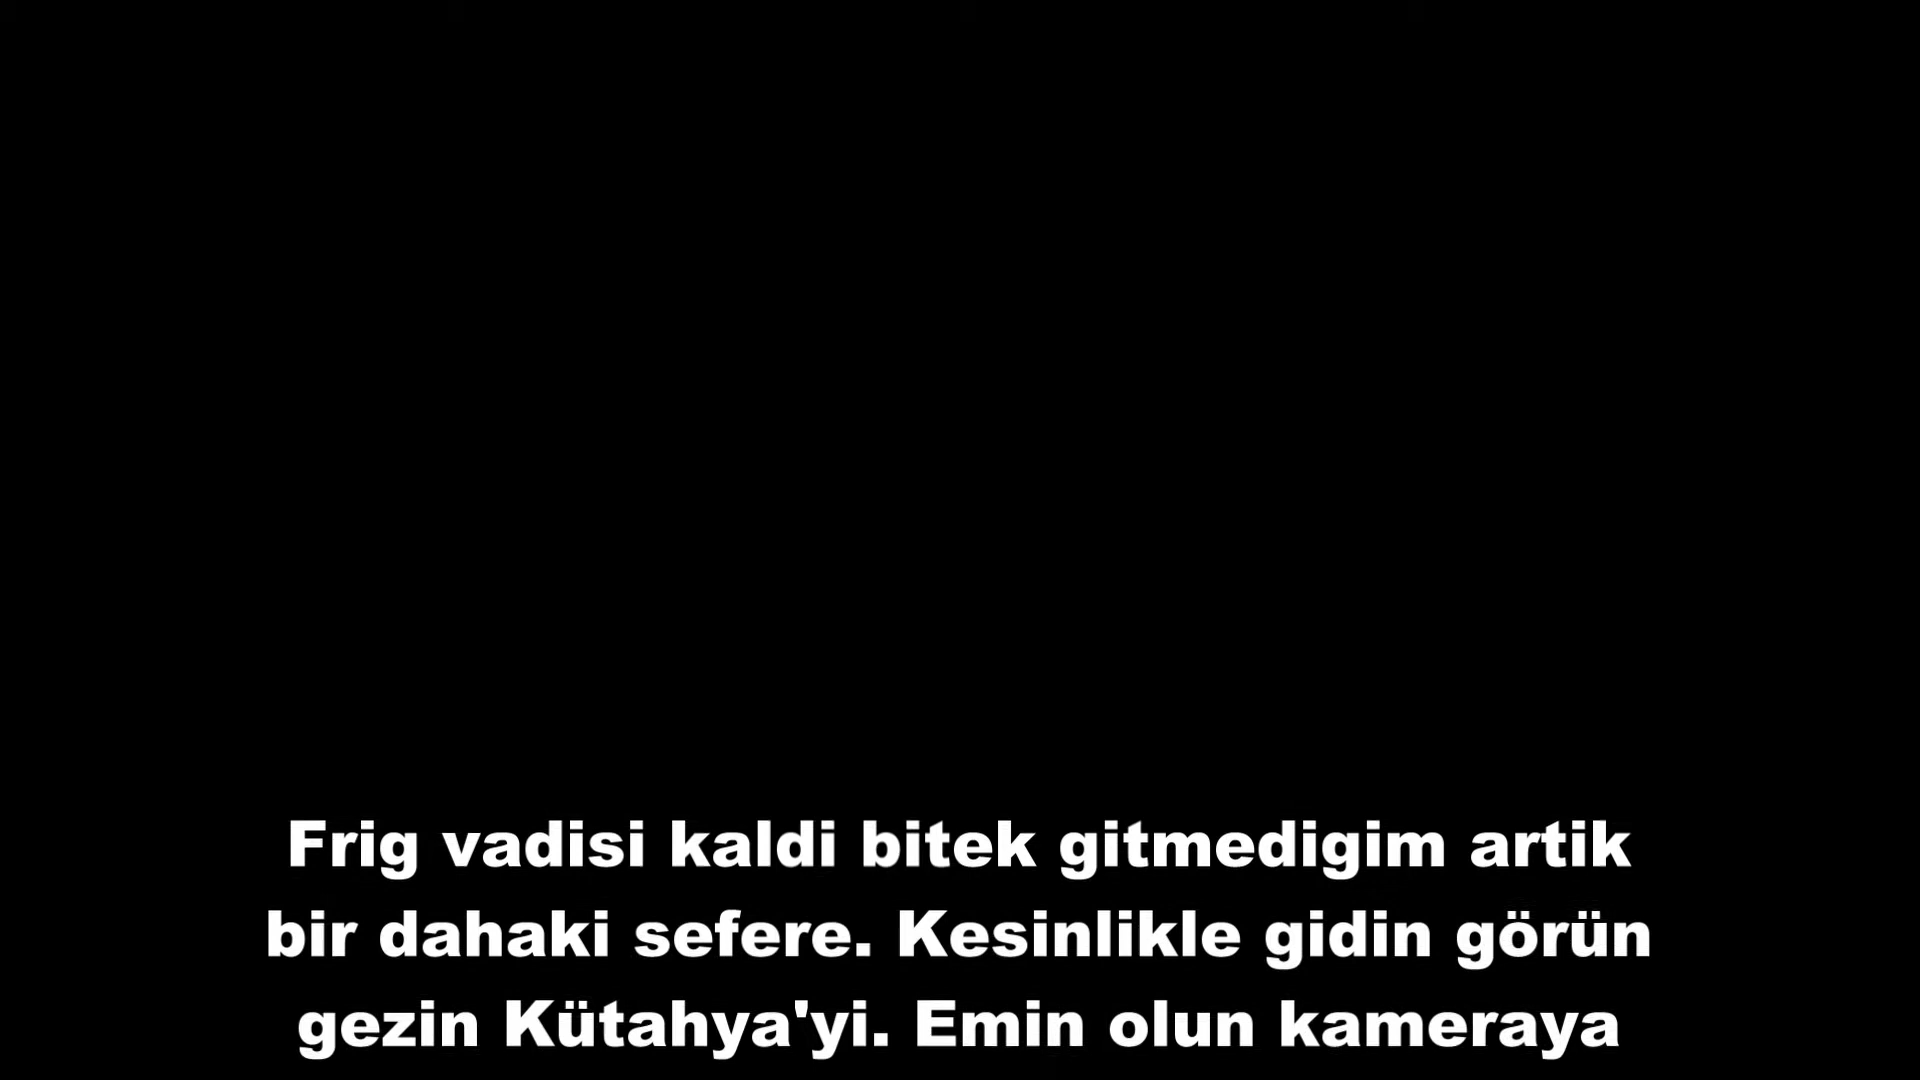 Frig vadisi kaldi bitek gitmedigim artik
bir dahaki sefere. Kesinlikle gidin görün
gezin Kütahya'yi. Emin olun kameraya